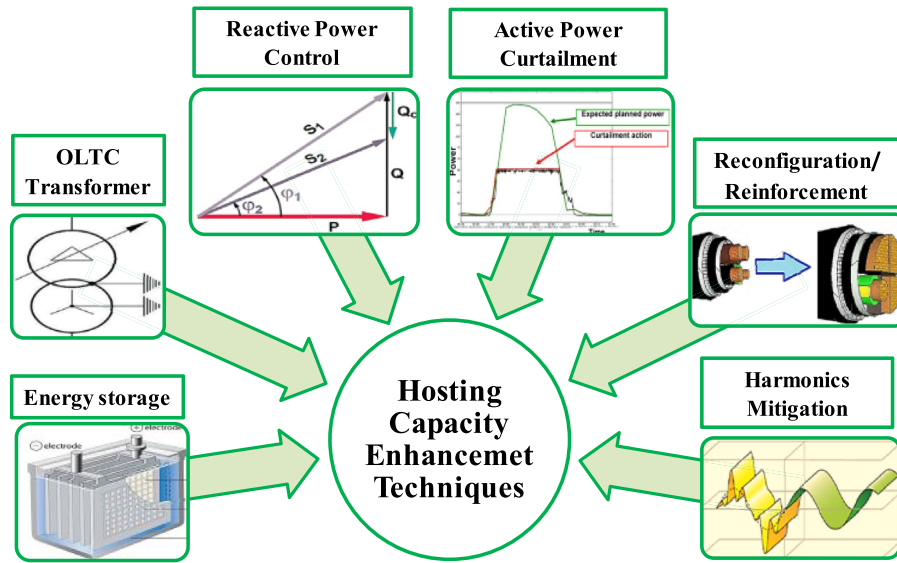 Reactive Power
Control
Active Power
Curtailment
OLTC
Transformer
Reconfiguration/
Reinforcement
Energy storage
Harmonics
Mitigation
Hosting
Capacity
Enhancemet
Techniques
S1
S2
φ1
φ2
P
Q
Qc
Expected planned power
Curtailment action
Power
Time
electrode
electrode